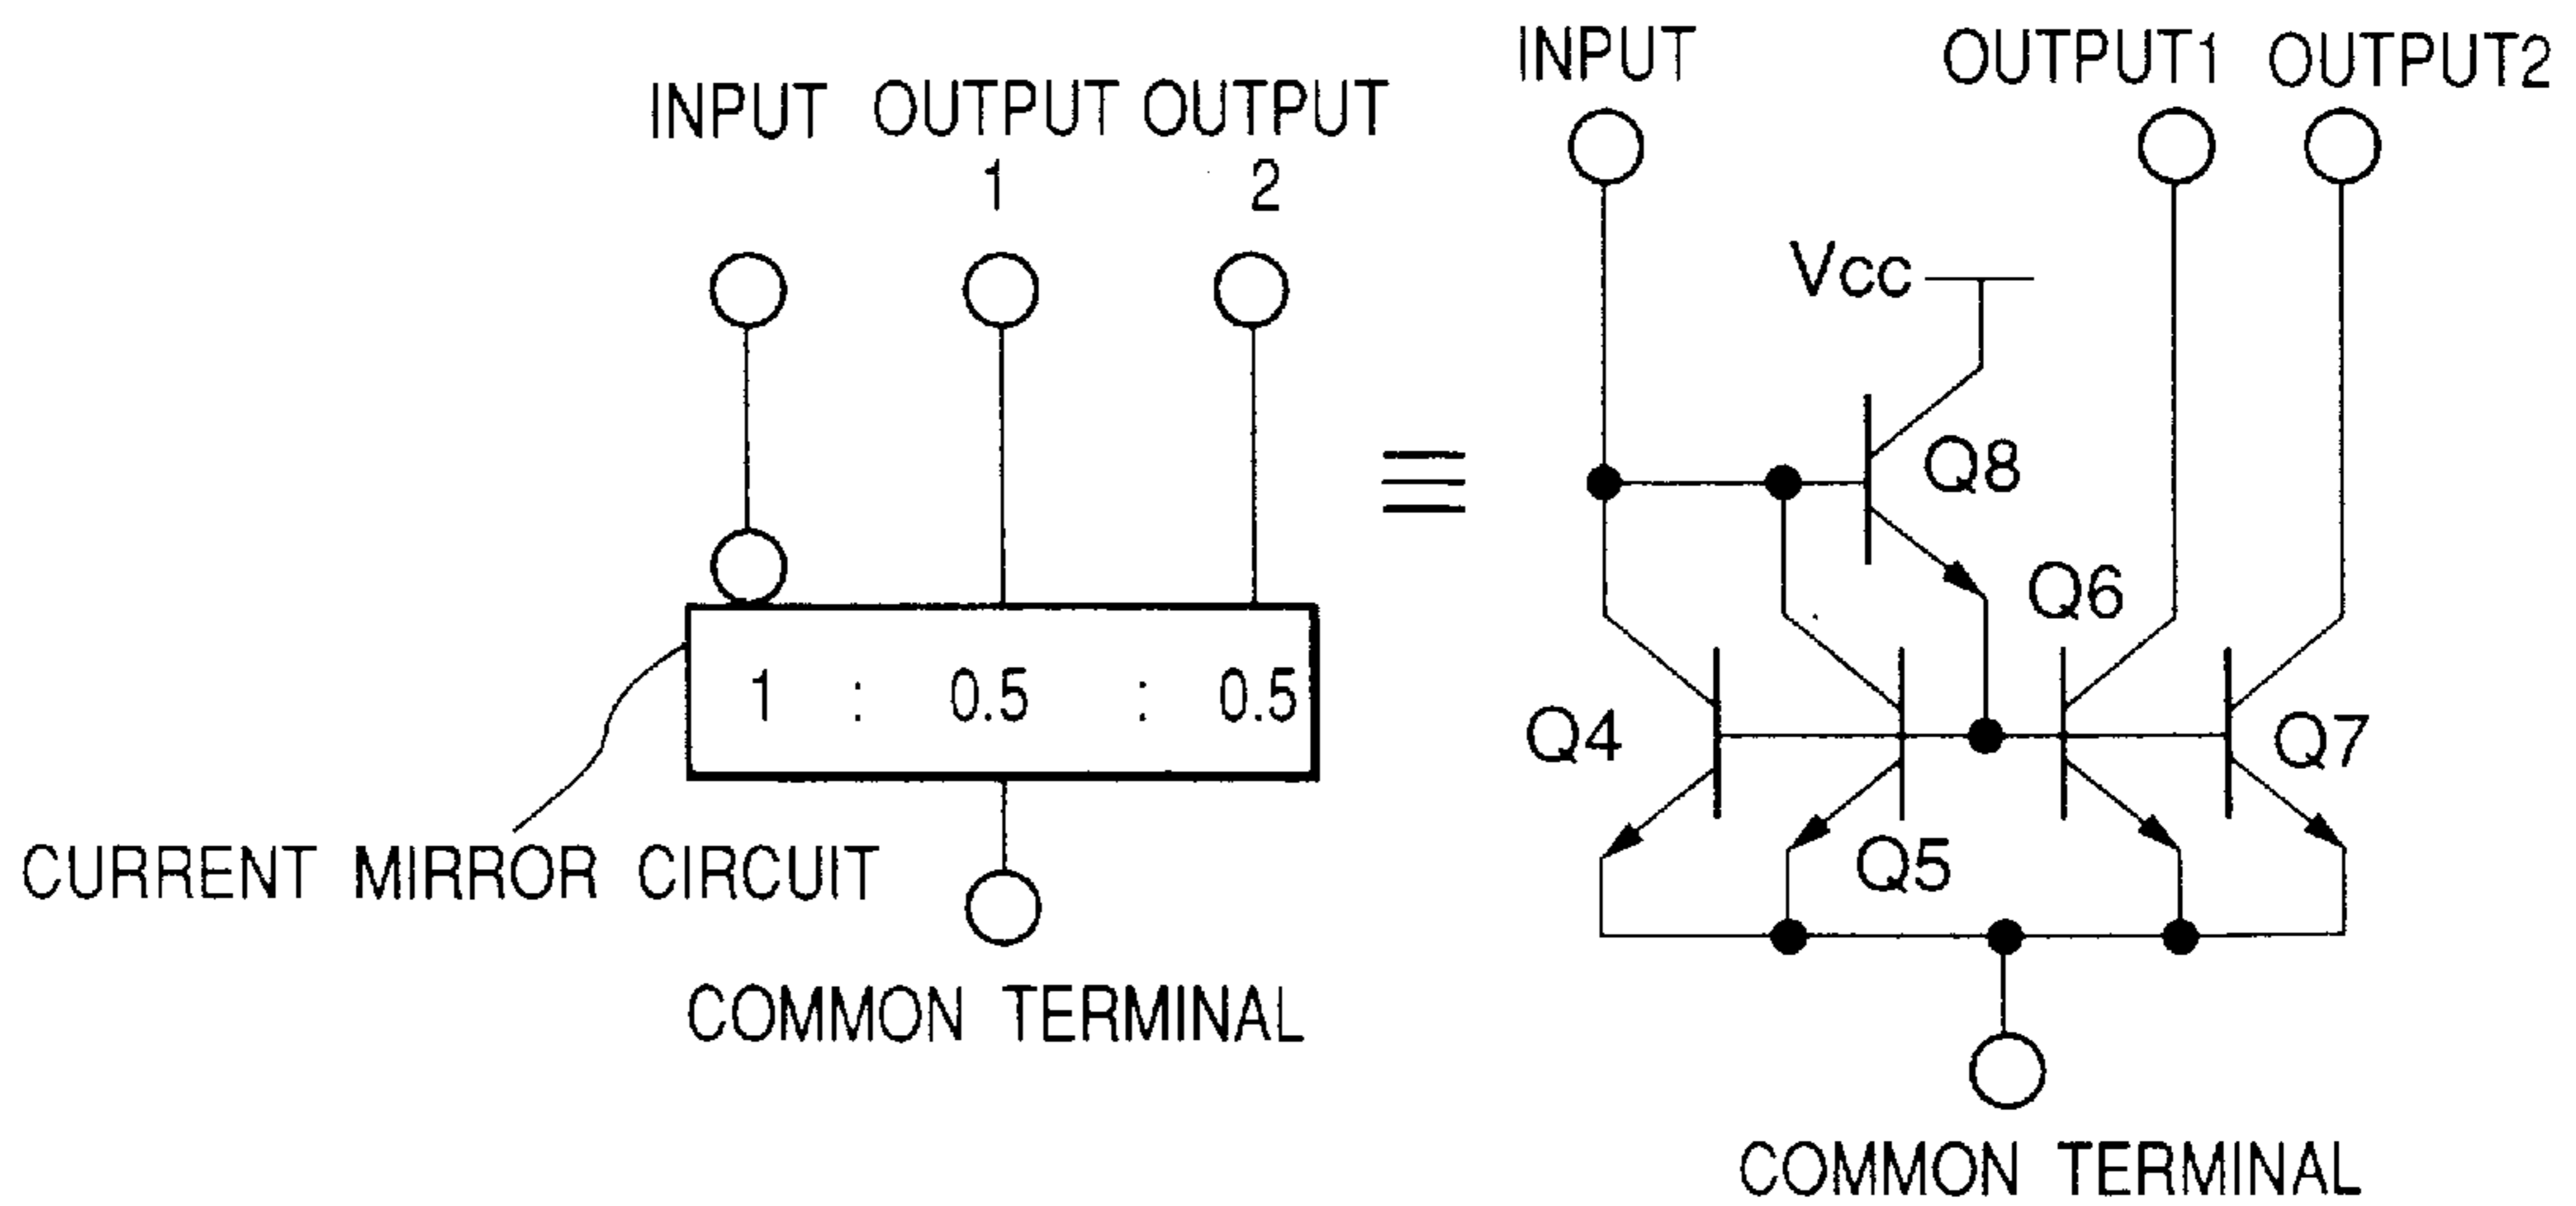 INPUT OUTPUT1 OUTPUT2
INPUT OUTPUT OUTPUT
1 2
Vcc
Q8
Q6
1 : 0.5 : 0.5
Q4 Q7
Q5
CURRENT MIRROR CIRCUIT
COMMON TERMINAL
COMMON TERMINAL